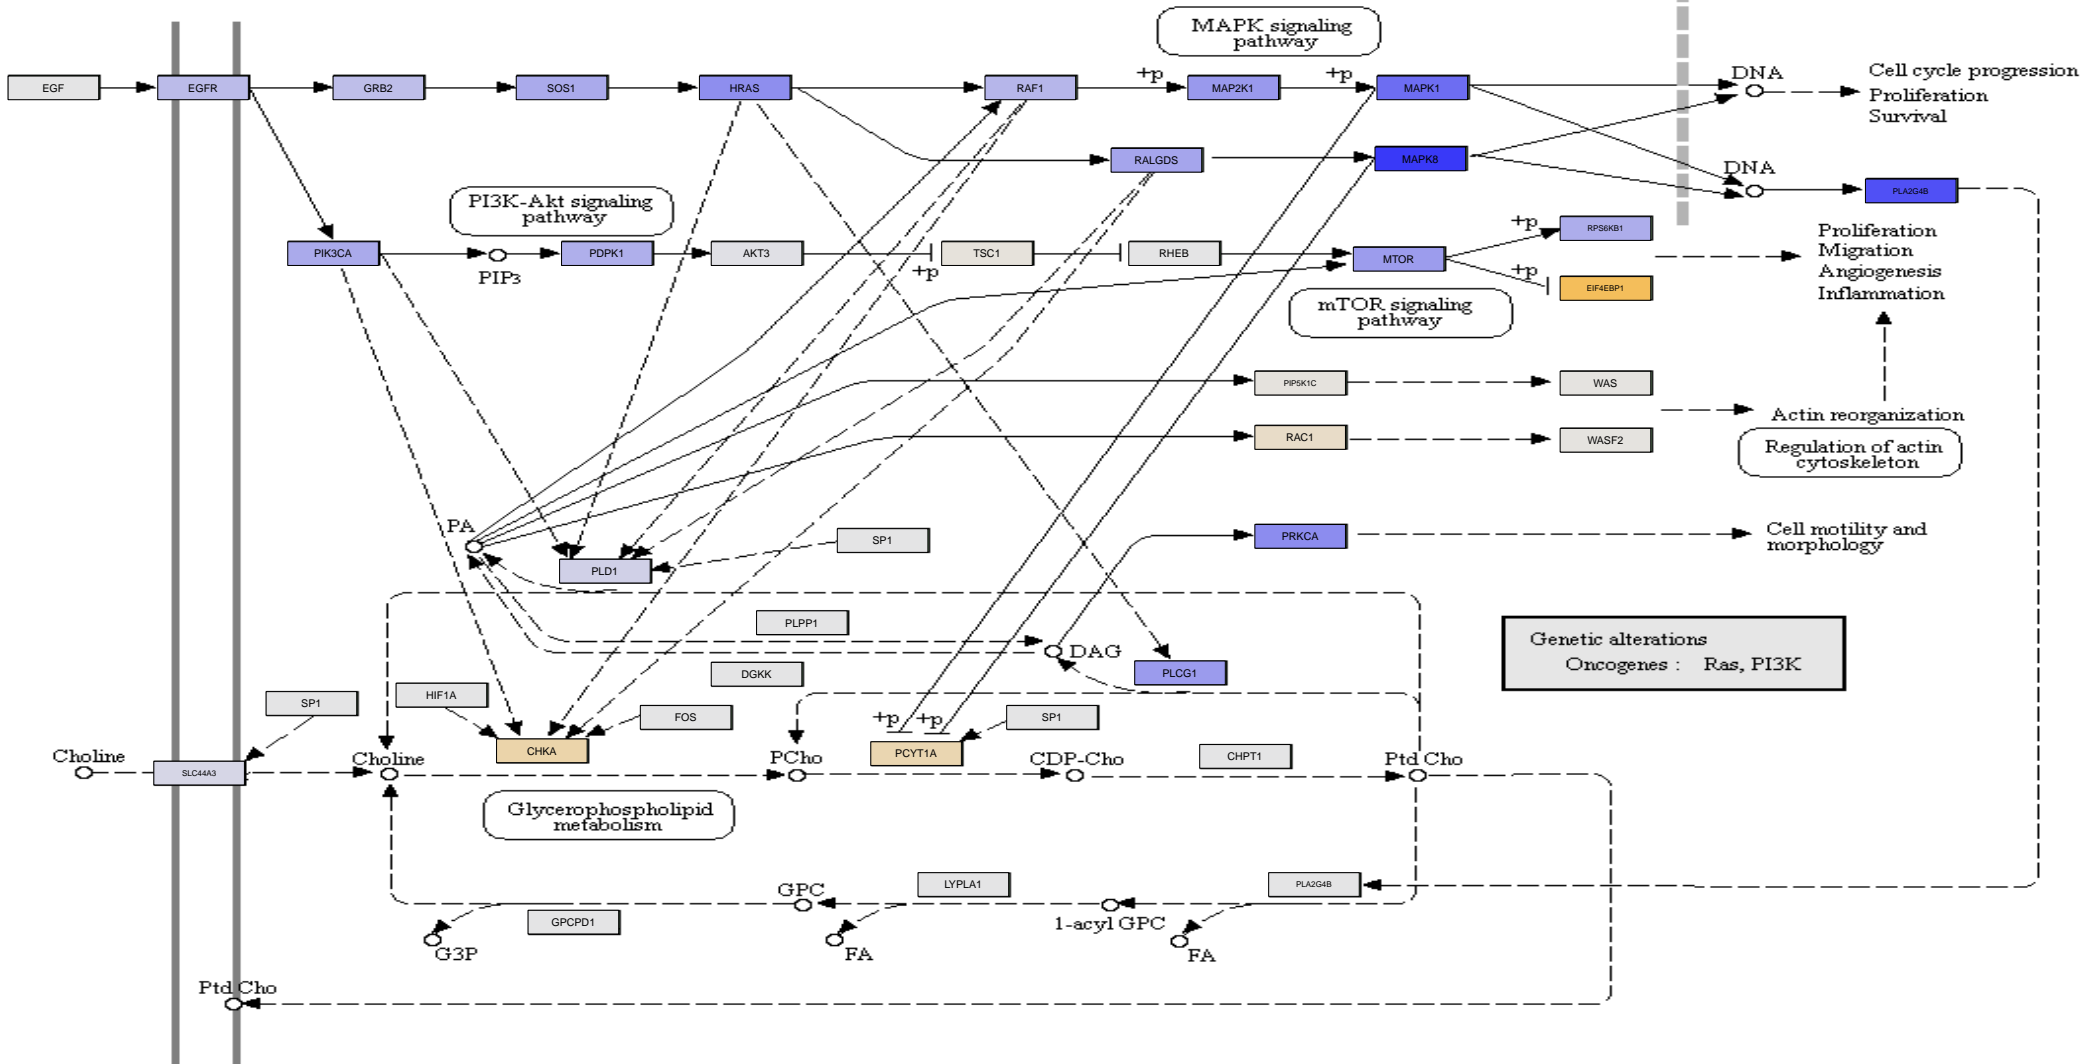 MAPK signaling
pathway
EGF
EGFR
GRB2
SOS1
HRAS
RAF1
+p
MAP2K1
+p
MAPK1
DNA
Cell cycle progression
Proliferation
Survival
RALGDS
MAPK8
DNA
PLA2G4B
PI3K-Akt signaling
pathway
PIK3CA
PIP3
PDPK1
AKT3
+p
TSC1
RHEB
MTOR
+p
RPS6KB1
+p
EIF4EBP1
Proliferation
Migration
Angiogenesis
Inflammation
mTOR signaling
pathway
PIP5K1C
WAS
RAC1
WASF2
Actin reorganization
Regulation of actin
cytoskeleton
PA
SP1
PLD1
PRKCA
Cell motility and
morphology
PLPP1
DAG
DGKK
PLCG1
Genetic alterations
Oncogenes : Ras, PI3K
SP1
HIF1A
FOS
+p
+p
SP1
CHKA
PCYT1A
Choline
SLC44A3
Choline
PCho
CDP-Cho
CHPT1
Ptd Cho
Glycerophospholipid
metabolism
GPC
LYPLA1
PLA2G4B
GPCPD1
1-acyl GPC
G3P
FA
FA
Ptd Cho